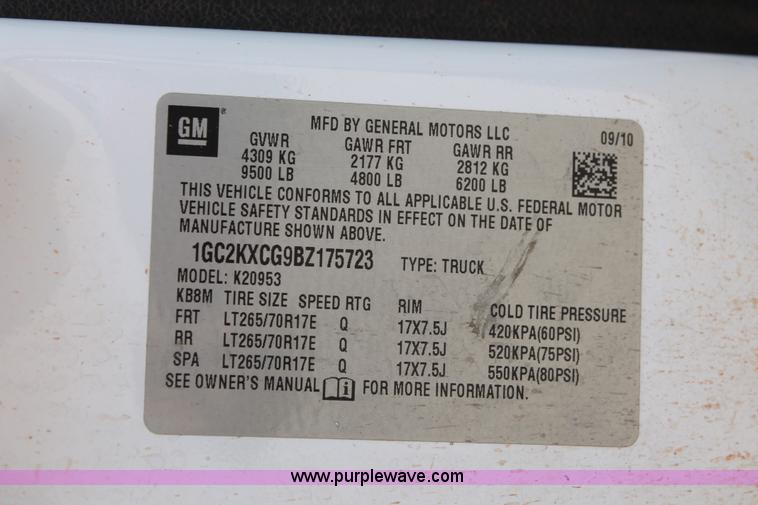 GM ®
MFD BY GENERAL MOTORS LLC 09/10
GVWR GAWR FRT GAWR RR
4309 KG 2177 KG 2812 KG
9500 LB 4800 LB 6200 LB
THIS VEHICLE CONFORMS TO ALL APPLICABLE U.S. FEDERAL MOTOR
VEHICLE SAFETY STANDARDS IN EFFECT ON THE DATE OF
MANUFACTURE SHOWN ABOVE.
1GC2KXCG9BZ175723 TYPE: TRUCK
MODEL: K20953
KB8M TIRE SIZE SPEED RTG RIM COLD TIRE PRESSURE
FRT LT265/70R17E Q 17X7.5J 420KPA(60PSI)
RR LT265/70R17E Q 17X7.5J 520KPA(75PSI)
SPA LT265/70R17E Q 17X7.5J 550KPA(80PSI)
SEE OWNER'S MANUAL i FOR MORE INFORMATION.
www.purplewave.com